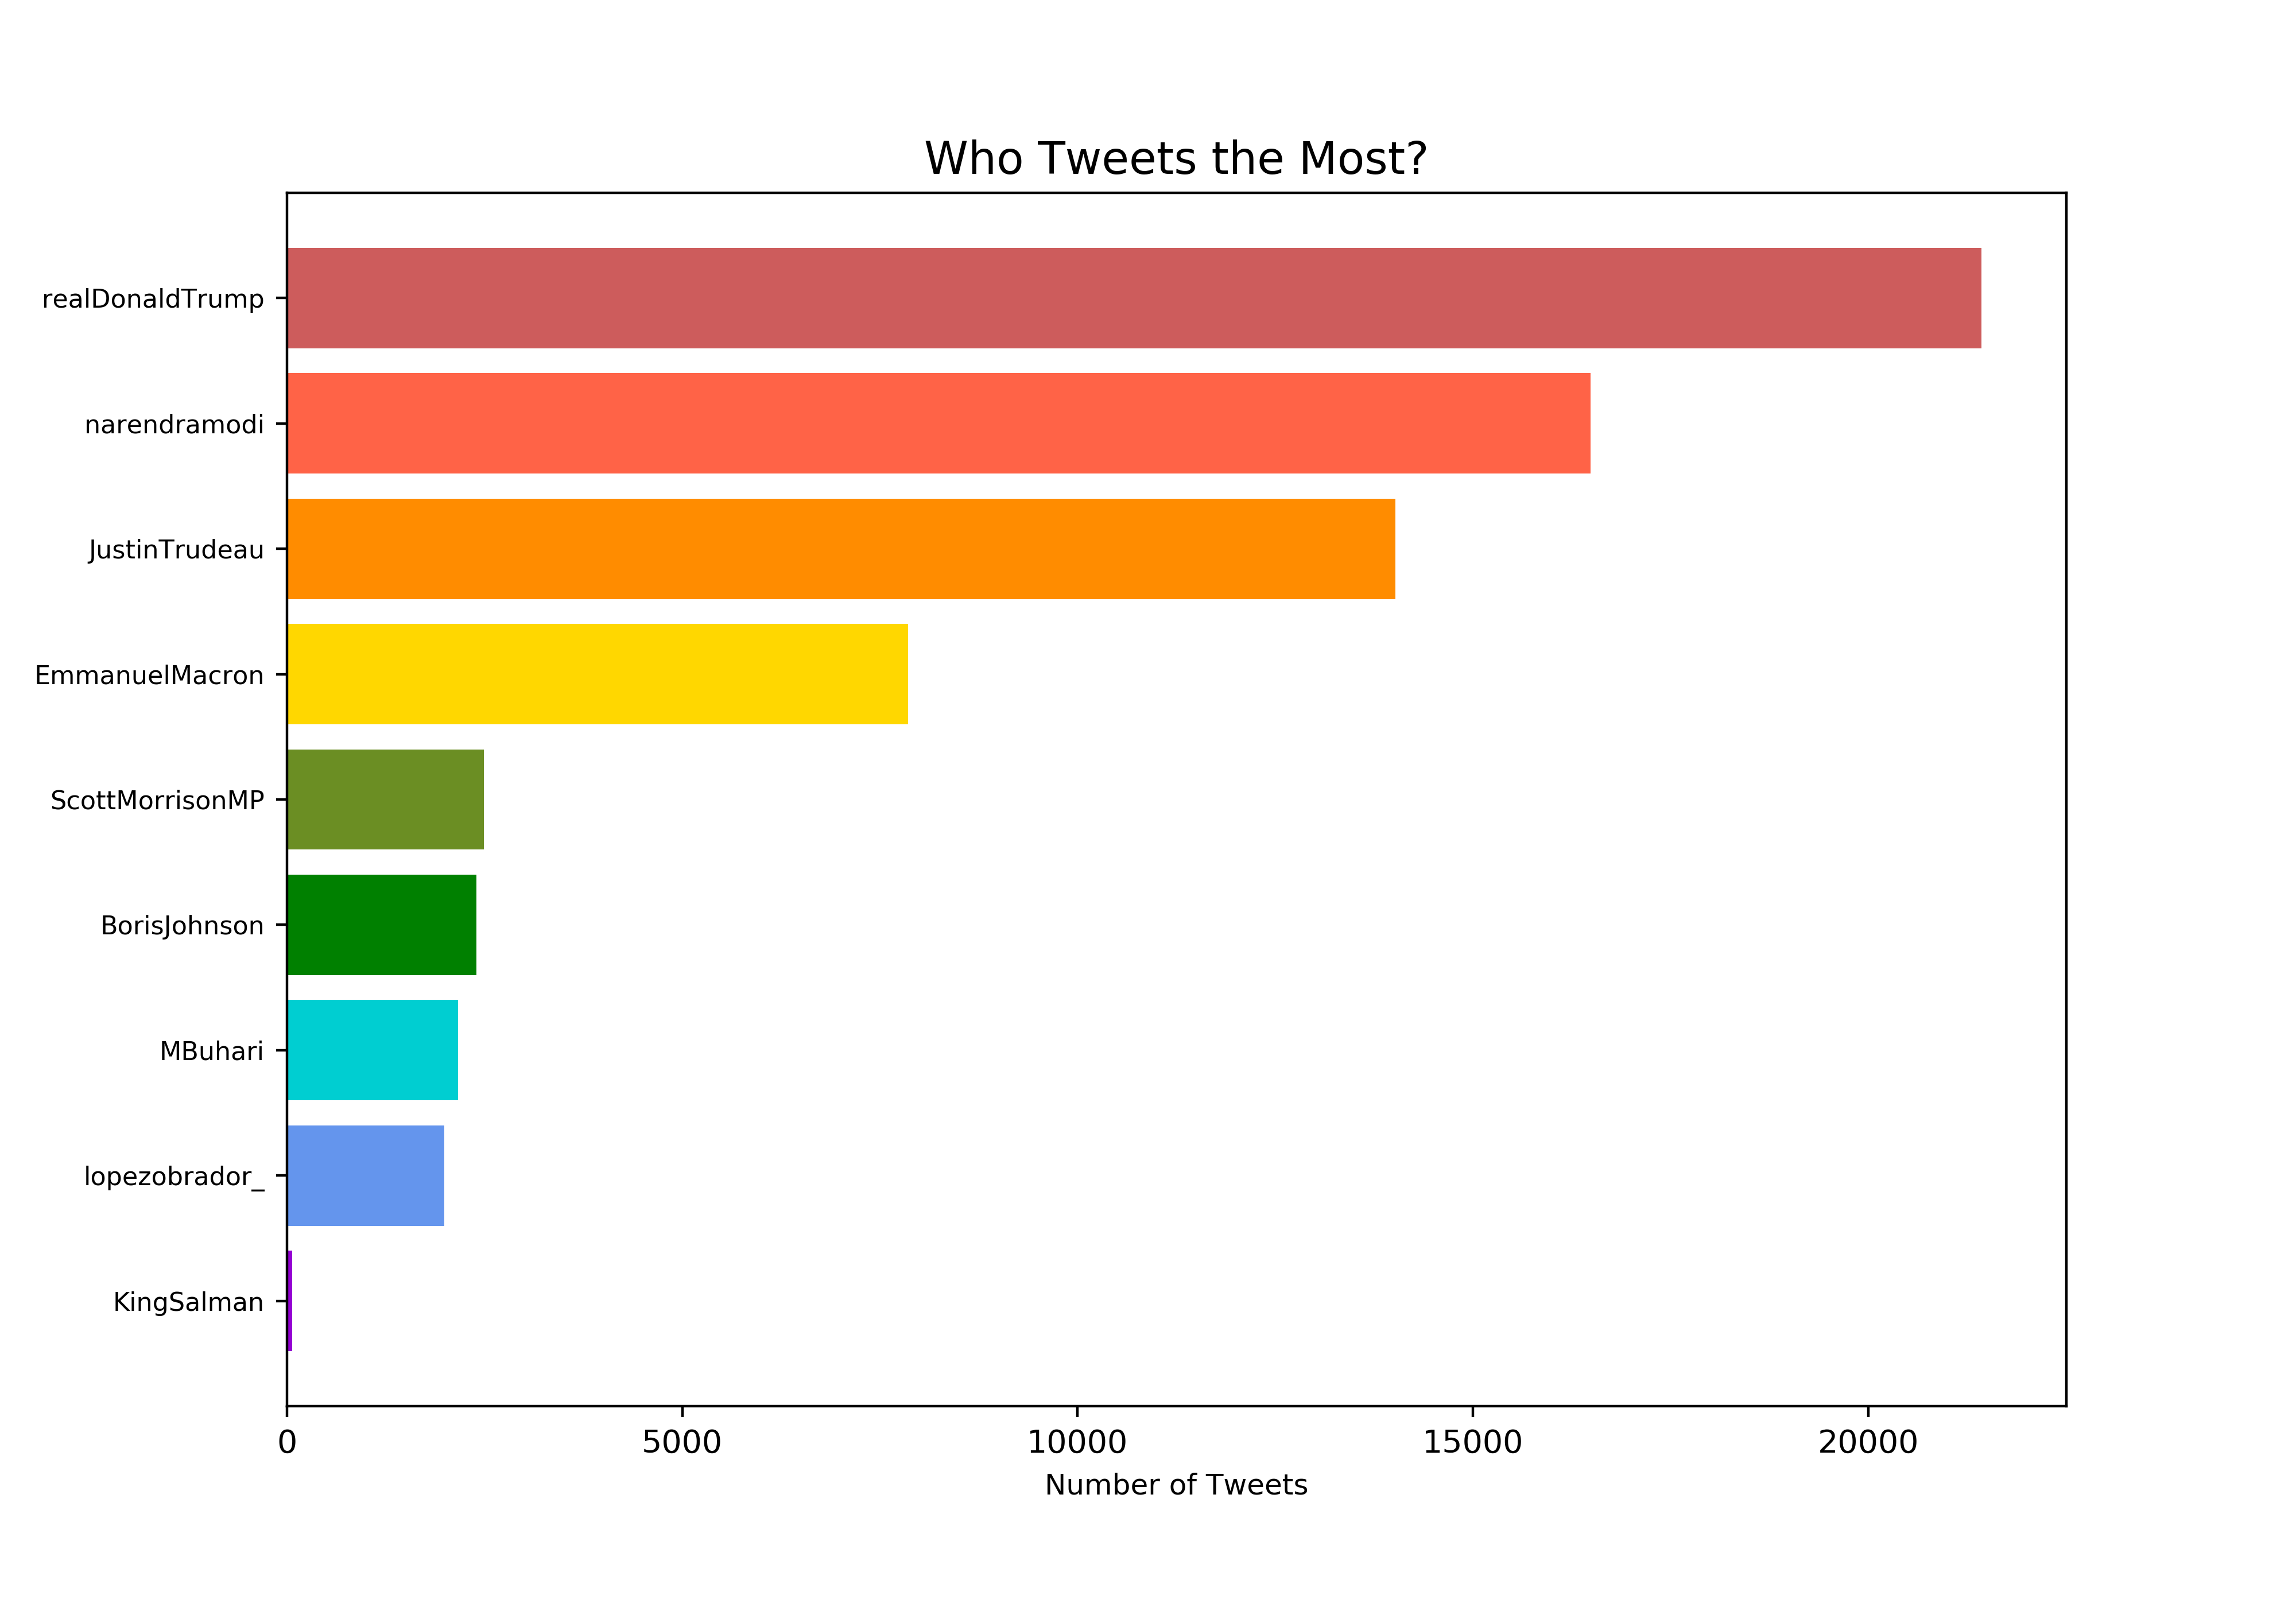 Who Tweets the Most?
realDonaldTrump
narendramodi
JustinTrudeau
EmmanuelMacron
ScottMorrisonMP
BorisJohnson
MBuhari
lopezobrador_
KingSalman
0 5000 10000 15000 20000
Number of Tweets